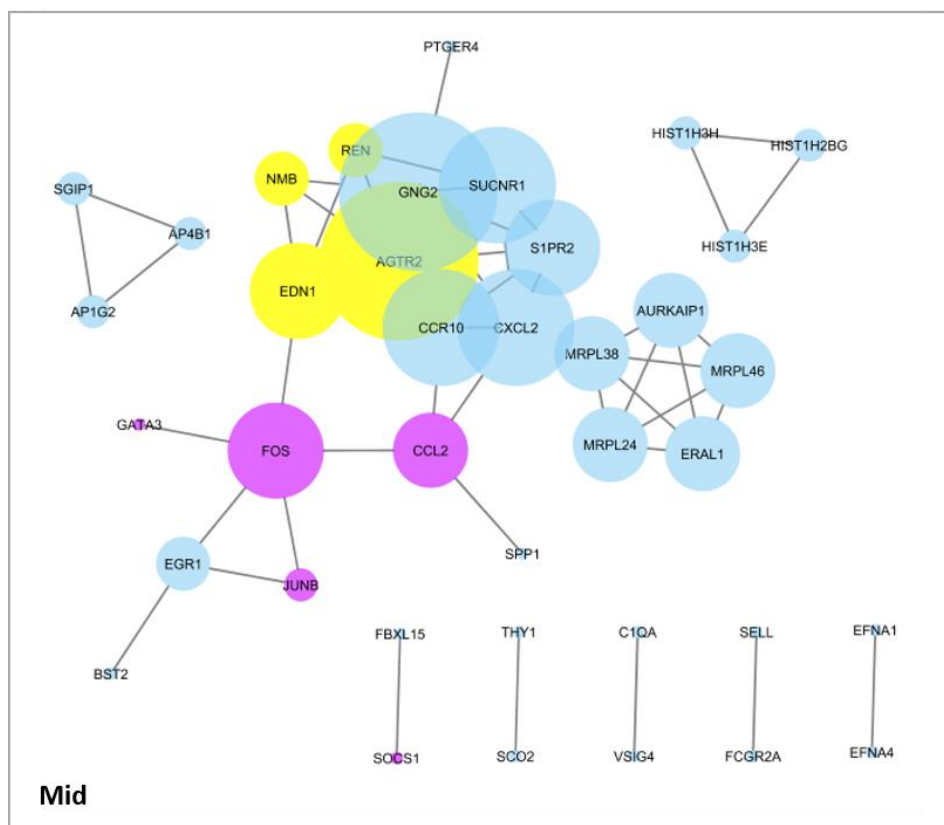 PTGER4
HIST1H3H
HIST1H2BG
REN
NMB
GNG2
SUCNR1
SGIP1
AP4B1
HIST1H3E
S1PR2
AGTR2
EDN1
AP1G2
AURKAIP1
CCR10
CXCL2
MRPL38
MRPL46
GATA3
FOS
CCL2
MRPL24
ERAL1
SPP1
EGR1
JUNB
FBXL15
THY1
C1QA
SELL
EFNA1
BST2
SOCS1
SCO2
VSIG4
FCGR2A
EFNA4
Mid